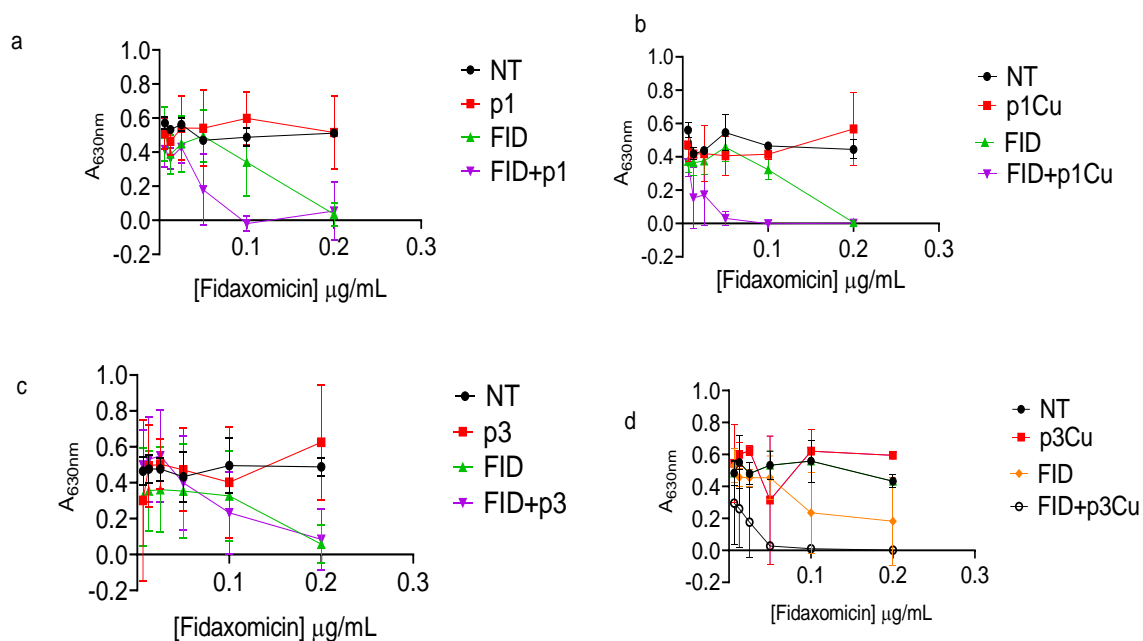 a
1.0
0.8
0.6
0.4
0.2
0.0
-0.2
A630nm
0.1
0.2
0.3
[Fidaxomicin] μg/mL
NT
p1
FID
FID+p1
b
1.0
0.8
0.6
0.4
0.2
0.0
-0.2
A630nm
0.1
0.2
0.3
[Fidaxomicin] μg/mL
NT
p1Cu
FID
FID+p1Cu
c
1.0
0.8
0.6
0.4
0.2
0.0
-0.2
A630nm
0.1
0.2
0.3
[Fidaxomicin] μg/mL
NT
p3
FID
FID+p3
d
1.0
0.8
0.6
0.4
0.2
0.0
-0.2
A630nm
0.1
0.2
0.3
[Fidaxomicin] μg/mL
NT
p3Cu
FID
FID+p3Cu